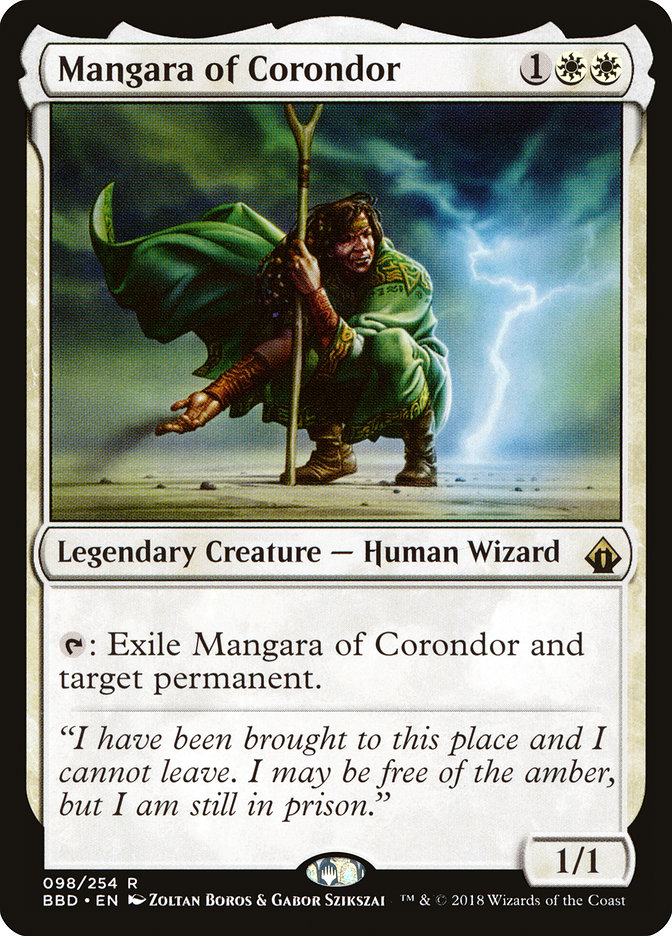 Mangara of Corondor 1
Legendary Creature — Human Wizard
: Exile Mangara of Corondor and
target permanent.
“I have been brought to this place and I
cannot leave. I may be free of the amber,
but I am still in prison.”
1/1
098/254 R
BBD • EN Zoltan Boros & Gabor Szikszai ™ & © 2018 Wizards of the Coast